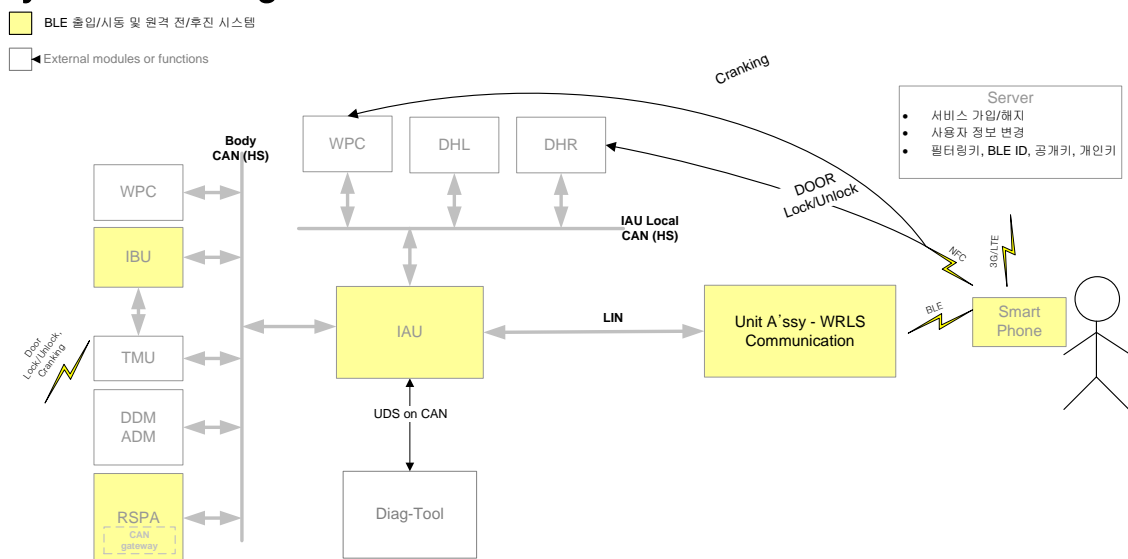 BLE 출입/시동 및 원격 전/후진 시스템
External modules or functions
Cranking
Server
• 서비스 가입/해지
• 사용자 정보 변경
• 필터링키, BLE ID, 공개키, 개인키
Body
CAN (HS)
WPC
DHL
DHR
DOOR
Lock/Unlock
WPC
IAU Local
CAN (HS)
IBU
NFC
3G/LTE
IAU
LIN
Unit A’ssy - WRLS
Communication
BLE
Smart
Phone
Door
Lock/Unlock,
Cranking
TMU
DDM
ADM
UDS on CAN
RSPA
CAN
gateway
Diag-Tool